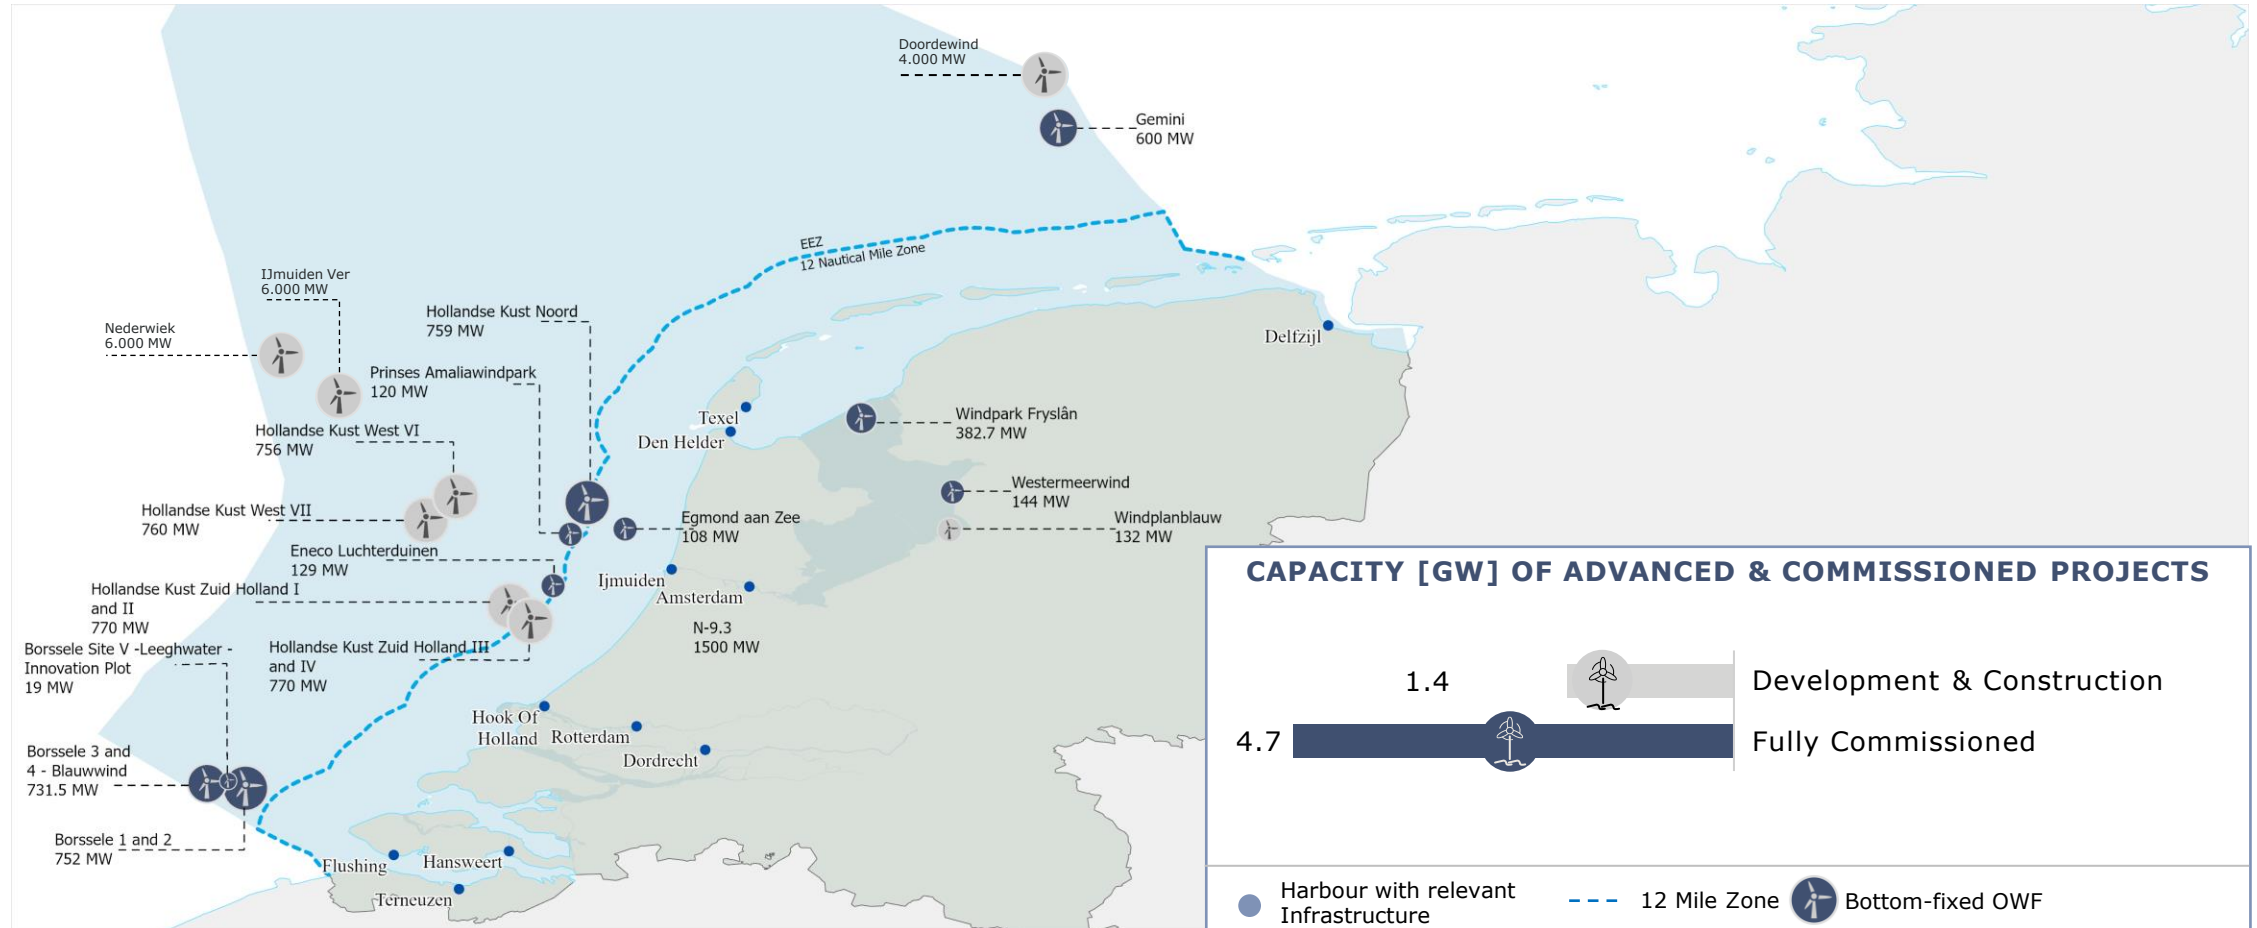 Doordewind
4.000 MW
Gemini
600 MW
EEZ
12 Nautical Mile Zone
IJmuiden Ver
6.000 MW
Hollandse Kust Noord
759 MW
Nederwiek
6.000 MW
Delfzijl
Prinses Amaliawindpark
120 MW
Texel
Den Helder
Windpark Fryslân
382.7 MW
Hollandse Kust West VI
756 MW
Westermeerwind
144 MW
Hollandse Kust West VII
760 MW
Egmond aan Zee
108 MW
Windplanblauw
132 MW
Eneco Luchterduinen
129 MW
Ijmuiden
Amsterdam
Hollandse Kust Zuid Holland I
and II
770 MW
N-9.3
1500 MW
Borssele Site V -Leeghwater -
Innovation Plot
19 MW
Hollandse Kust Zuid Holland III
and IV
770 MW
Hook Of
Holland
Rotterdam
Dordrecht
Borssele 3 and
4 - Blauwwind
731.5 MW
Borssele 1 and 2
752 MW
Flushing
Hansweert
Terneuzen
CAPACITY [GW] OF ADVANCED & COMMISSIONED PROJECTS
1.4
Development & Construction
4.7
Fully Commissioned
Harbour with relevant
Infrastructure
12 Mile Zone
Bottom-fixed OWF